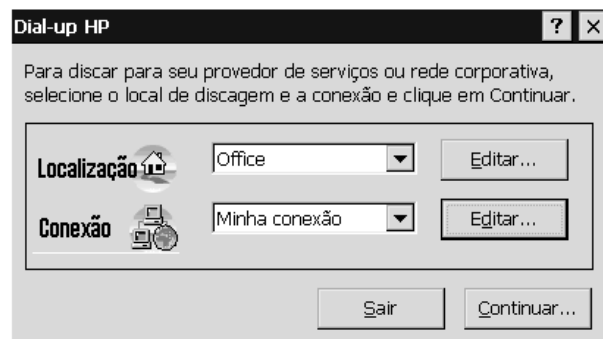 Dial-up HP ? ×
Para discar para seu provedor de serviços ou rede corporativa,
selecione o local de discagem e a conexão e clique em Continuar.
Localização Office Editar...
Conexão Minha conexão Editar...
Sair Continuar...